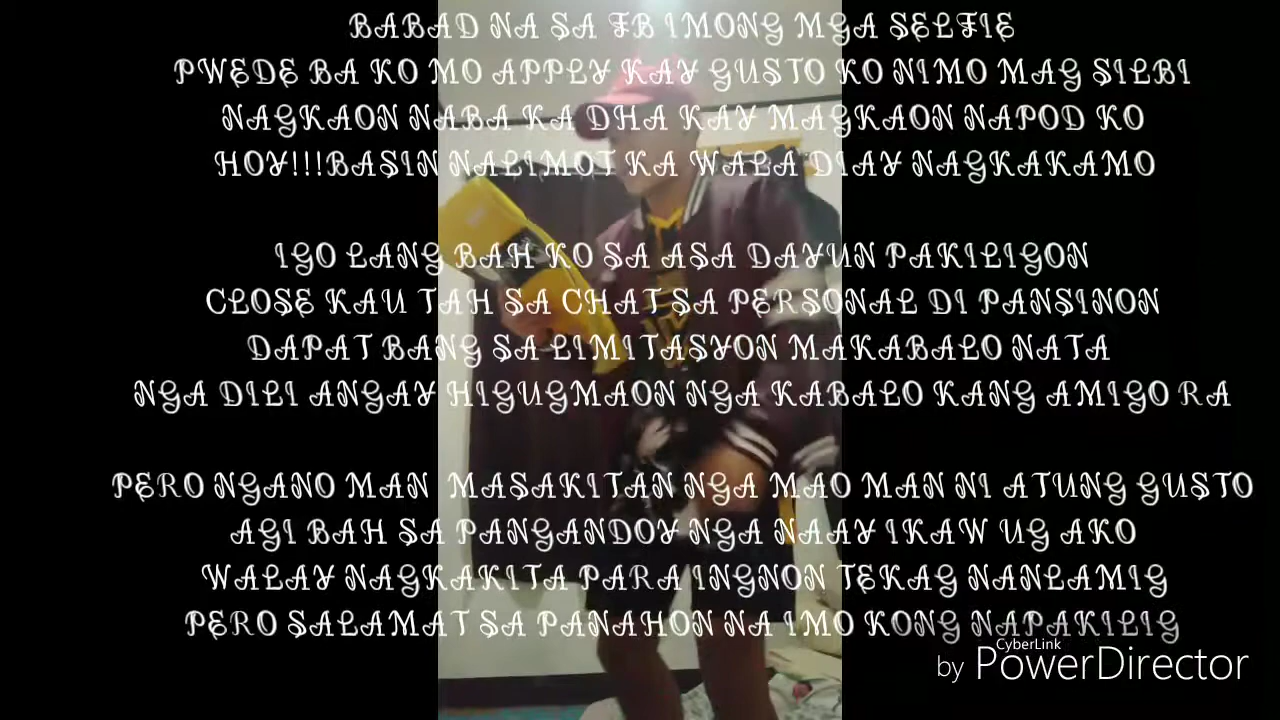 BABAD NA SA FB IMONG MGA SELFIE
PWEDE BA KO MO APPLY KAY GUSTO KO NIMO MAG SILBI
NAGKAON NABA KA DHA KAY MAGKAON NAPOD KO
HOY!!!BASIN NALIMOT KA WALA DIAY NAGKAKAMO
IGO LANG BAH KO SA ASA DAYUN PAKILIGON
CLOSE KAU TAH SA CHAT SA PERSONAL DI PANSINON
DAPAT BANG SA LIMITASYON MAKABALO NATA
NGA DILI ANGAY HIGUGMAON NGA KABALO KANG AMIGO RA
PERO NGANO MAN MASAKITAN NGA MAO MAN NI ATUNG GUSTO
AGI BAH SA PANGANDOY NGA NAAY IKAW UG AKO
WALAY NAGKAKITA PARA INGNON TEKAG NANLAMIG
PERO SALAMAT SA PANAHON NA IMO KONG NAPAKILIG
CyberLink
by PowerDirector